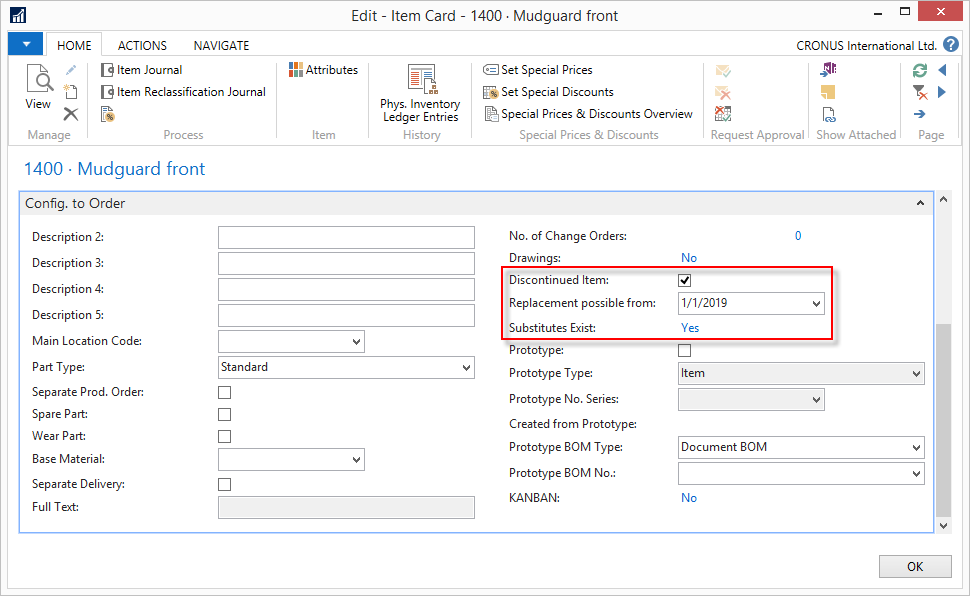 Edit - Item Card - 1400 · Mudguard front
HOME ACTIONS NAVIGATE CRONUS International Ltd. ?
View
Manage
Item Journal
Item Reclassification Journal
Process
Attributes
Item
Phys. Inventory
Ledger Entries
History
Set Special Prices
Set Special Discounts
Special Prices & Discounts Overview
Special Prices & Discounts
Request Approval
Show Attached
Page
1400 · Mudguard front
Config. to Order
Description 2:
Description 3:
Description 4:
Description 5:
Main Location Code:
Part Type: Standard
Separate Prod. Order:
Spare Part:
Wear Part:
Base Material:
Separate Delivery:
Full Text:
No. of Change Orders: 0
Drawings: No
Discontinued Item:
Replacement possible from: 1/1/2019
Substitutes Exist: Yes
Prototype:
Prototype Type: Item
Prototype No. Series:
Created from Prototype:
Prototype BOM Type: Document BOM
Prototype BOM No.:
KANBAN: No
OK